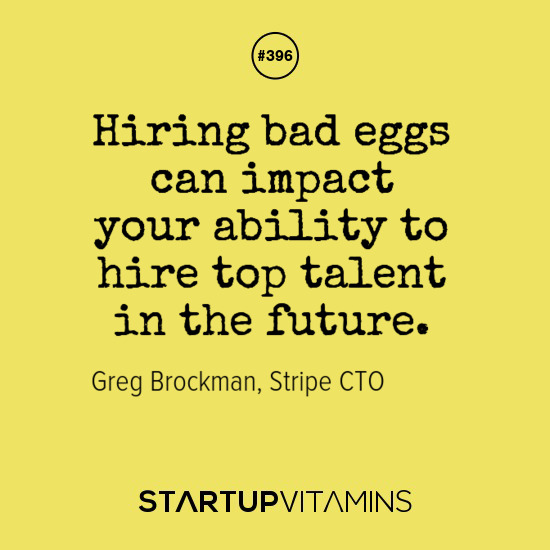 #396
Hiring bad eggs
can impact
your ability to
hire top talent
in the future.
Greg Brockman, Stripe CTO
STARTUPVITAMINS